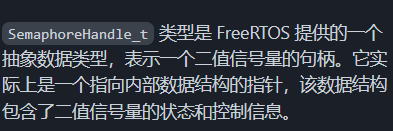 SemaphoreHandle_t 类型是 FreeRTOS 提供的一个
抽象数据类型，表示一个二值信号量的句柄。它实
际上是一个指向内部数据结构的指针，该数据结构
包含了二值信号量的状态和控制信息。